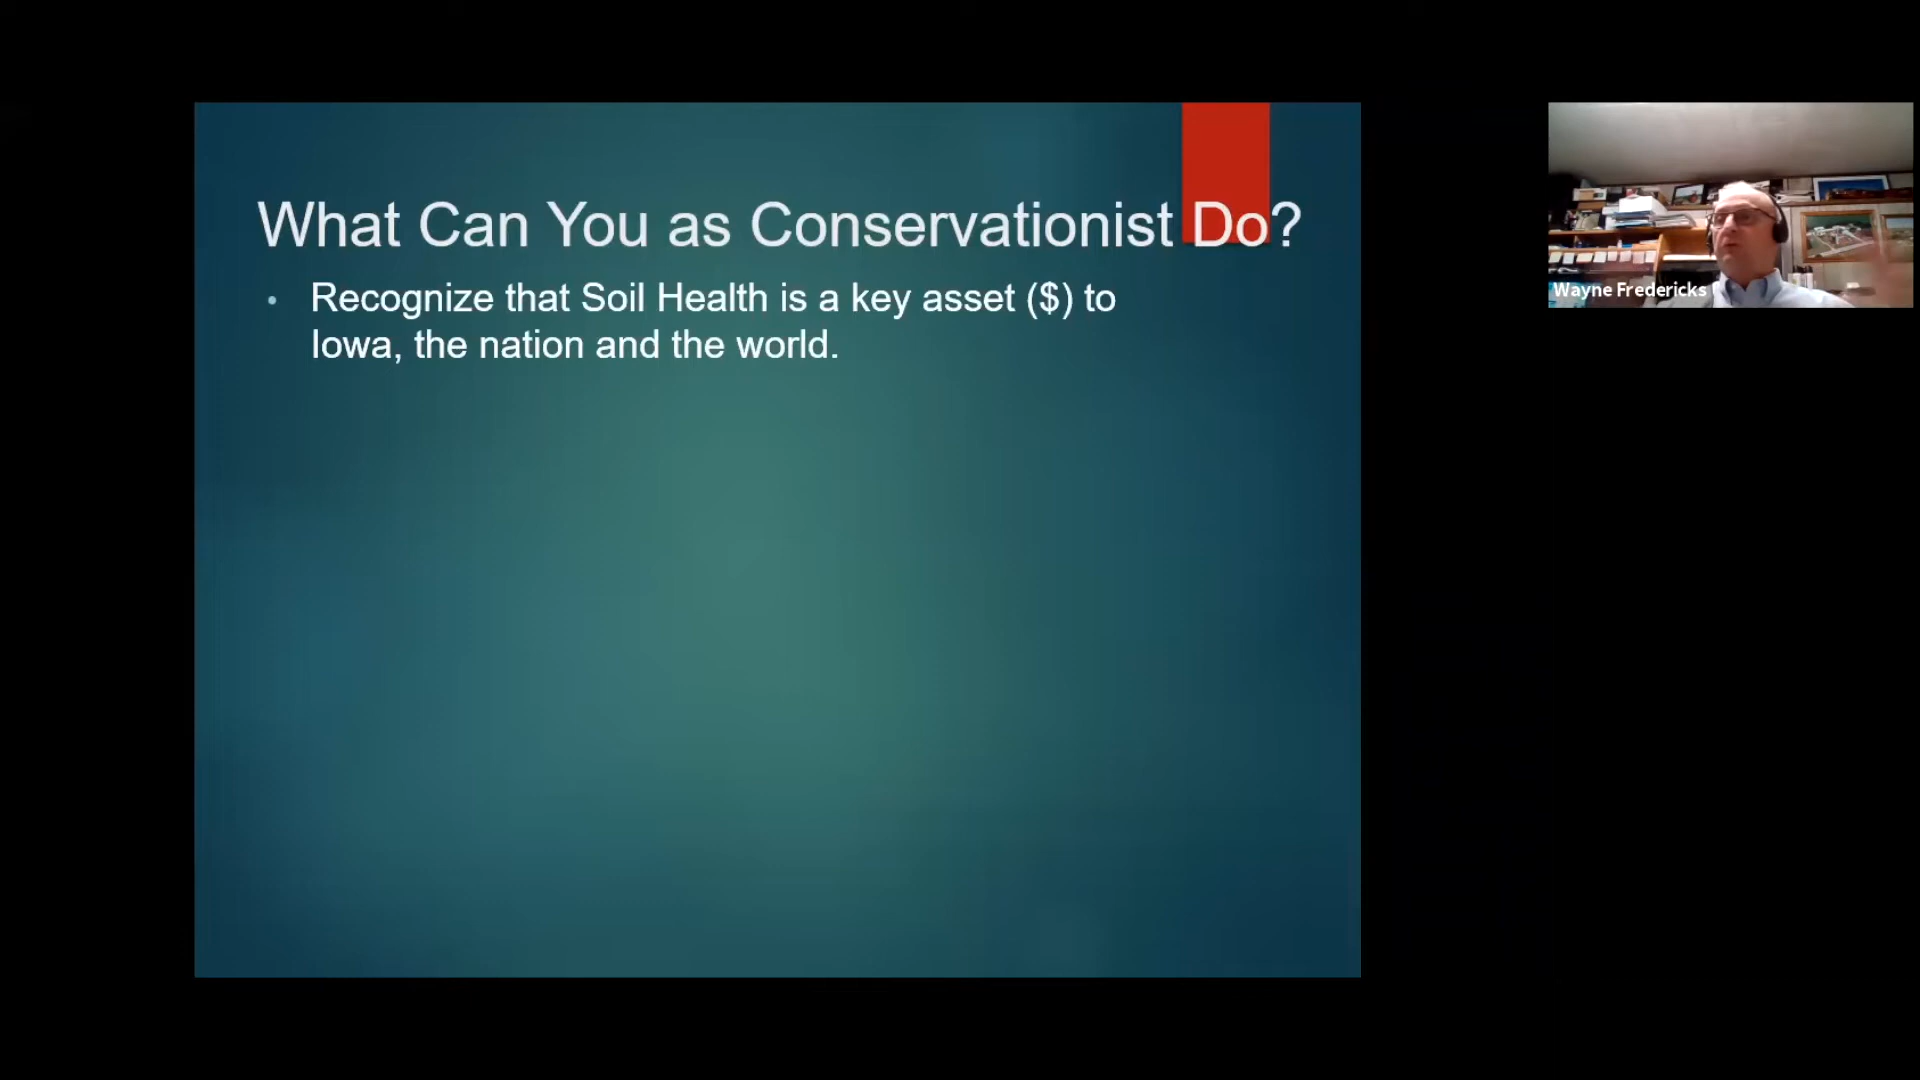 What Can You as Conservationist Do?
• Recognize that Soil Health is a key asset ($) to
Iowa, the nation and the world.
Wayne Fredericks